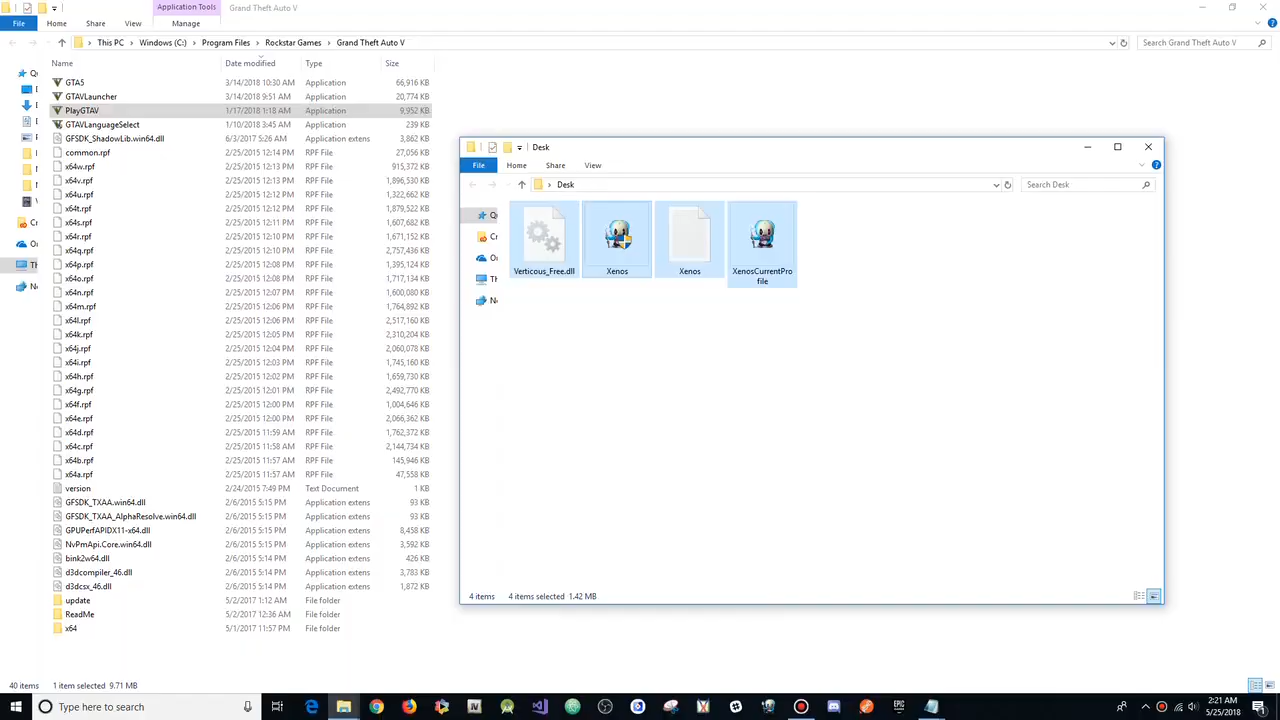 Application Tools Grand Theft Auto V
File Home Share View Manage
This PC Windows (C:) Program Files Rockstar Games Grand Theft Auto V Search Grand Theft Auto V
Name Date modified Type Size
GTA5 3/14/2018 10:30 AM Application 66,916 KB
GTAVLauncher 3/14/2018 9:51 AM Application 20,774 KB
PlayGTAV 1/17/2018 1:18 AM Application 9,952 KB
GTAVLanguageSelect 1/10/2018 3:45 AM Application 239 KB
GFSDK_ShadowLib.win64.dll 6/3/2017 5:26 AM Application extens 3,862 KB
common.rpf 2/25/2015 12:14 PM RPF File 27,056 KB
x64w.rpf 2/25/2015 12:13 PM RPF File 915,372 KB
x64v.rpf 2/25/2015 12:13 PM RPF File 1,896,530 KB
x64u.rpf 2/25/2015 12:12 PM RPF File 1,322,662 KB
x64t.rpf 2/25/2015 12:12 PM RPF File 1,879,522 KB
x64s.rpf 2/25/2015 12:11 PM RPF File 1,607,682 KB
x64r.rpf 2/25/2015 12:10 PM RPF File 1,671,152 KB
x64q.rpf 2/25/2015 12:10 PM RPF File 2,757,436 KB
x64p.rpf 2/25/2015 12:08 PM RPF File 1,395,124 KB
x64o.rpf 2/25/2015 12:08 PM RPF File 1,717,134 KB
x64n.rpf 2/25/2015 12:07 PM RPF File 1,600,080 KB
x64m.rpf 2/25/2015 12:06 PM RPF File 1,764,892 KB
x64l.rpf 2/25/2015 12:06 PM RPF File 2,517,160 KB
x64k.rpf 2/25/2015 12:05 PM RPF File 2,310,204 KB
x64j.rpf 2/25/2015 12:04 PM RPF File 2,060,078 KB
x64i.rpf 2/25/2015 12:03 PM RPF File 1,745,160 KB
x64h.rpf 2/25/2015 12:02 PM RPF File 1,659,730 KB
x64g.rpf 2/25/2015 12:01 PM RPF File 2,492,770 KB
x64f.rpf 2/25/2015 12:00 PM RPF File 1,004,646 KB
x64e.rpf 2/25/2015 12:00 PM RPF File 2,066,362 KB
x64d.rpf 2/25/2015 11:59 AM RPF File 1,762,372 KB
x64c.rpf 2/25/2015 11:58 AM RPF File 2,144,734 KB
x64b.rpf 2/25/2015 11:57 AM RPF File 145,946 KB
x64a.rpf 2/25/2015 11:57 AM RPF File 47,558 KB
version 2/24/2015 7:49 PM Text Document 1 KB
GFSDK_TXAA.win64.dll 2/6/2015 5:15 PM Application extens 93 KB
GFSDK_TXAA_AlphaResolve.win64.dll 2/6/2015 5:15 PM Application extens 93 KB
GPUPerfAPIDX11-x64.dll 2/6/2015 5:15 PM Application extens 8,458 KB
NvPmApi.Core.win64.dll 2/6/2015 5:15 PM Application extens 3,592 KB
bink2w64.dll 2/6/2015 5:14 PM Application extens 426 KB
d3dcompiler_46.dll 2/6/2015 5:14 PM Application extens 3,783 KB
d3dcsx_46.dll 2/6/2015 5:14 PM Application extens 1,872 KB
update 5/2/2017 1:12 AM File folder
ReadMe 5/2/2017 12:36 AM File folder
x64 5/1/2017 11:57 PM File folder
40 items 1 item selected 9.71 MB
Desk
File Home Share View
Desk Search Desk
Verticous_Free.dll Xenos Xenos XenosCurrentPro
file
4 items 4 items selected 1.42 MB
Type here to search
2:21 AM
5/25/2018